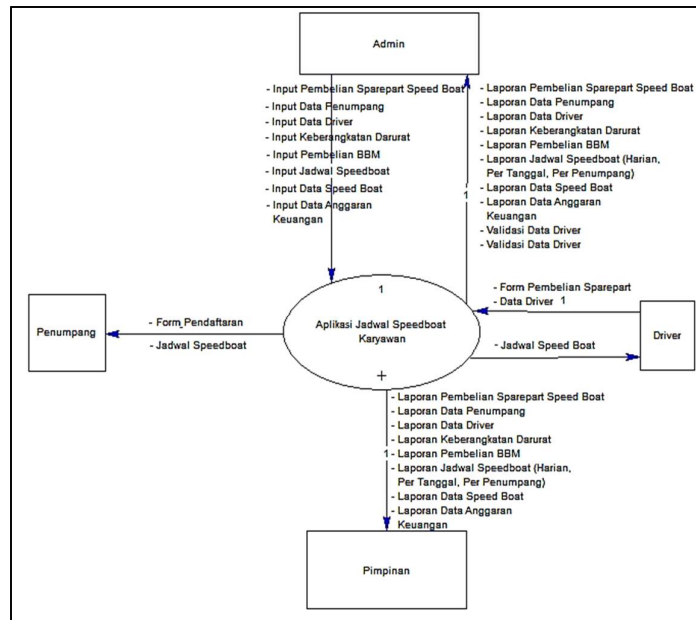 Admin
- Input Pembelian Sparepart Speed Boat
- Input Data Penumpang
- Input Data Driver
- Input Keberangkatan Darurat
- Input Pembelian BBM
- Input Jadwal Speedboat
- Input Data Speed Boat
- Input Data Anggaran
Keuangan
- Laporan Pembelian Sparepart Speed Boat
- Laporan Data Penumpang
- Laporan Data Driver
- Laporan Keberangkatan Darurat
- Laporan Pembelian BBM
- Laporan Jadwal Speedboat (Harian,
Per Tanggal, Per Penumpang)
- Laporan Data Speed Boat
- Laporan Data Anggaran
Keuangan
- Validasi Data Driver
- Validasi Data Driver
1
Penumpang
- Form Pendaftaran
- Jadwal Speedboat
1
Aplikasi Jadwal Speedboat
Karyawan
+
- Form Pembelian Sparepart
- Data Driver 1
- Jadwal Speed Boat
Driver
- Laporan Pembelian Sparepart Speed Boat
- Laporan Data Penumpang
- Laporan Data Driver
- Laporan Keberangkatan Darurat
1 - Laporan Pembelian BBM
- Laporan Jadwal Speedboat (Harian,
Per Tanggal, Per Penumpang)
- Laporan Data Speed Boat
- Laporan Data Anggaran
Keuangan
Pimpinan